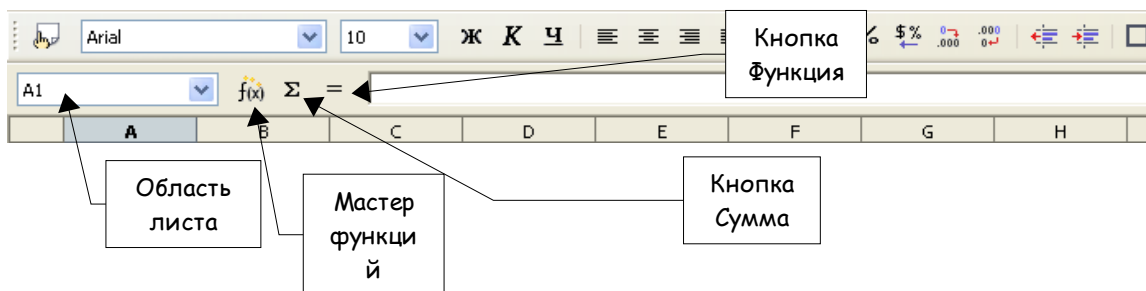 Arial 10 Ж К Ч % $% 0 .000 .000 0
Кнопка
Функция
A1 f(x) Σ =
A B C D E F G H
Область
листа
Мастер
функци
й
Кнопка
Сумма